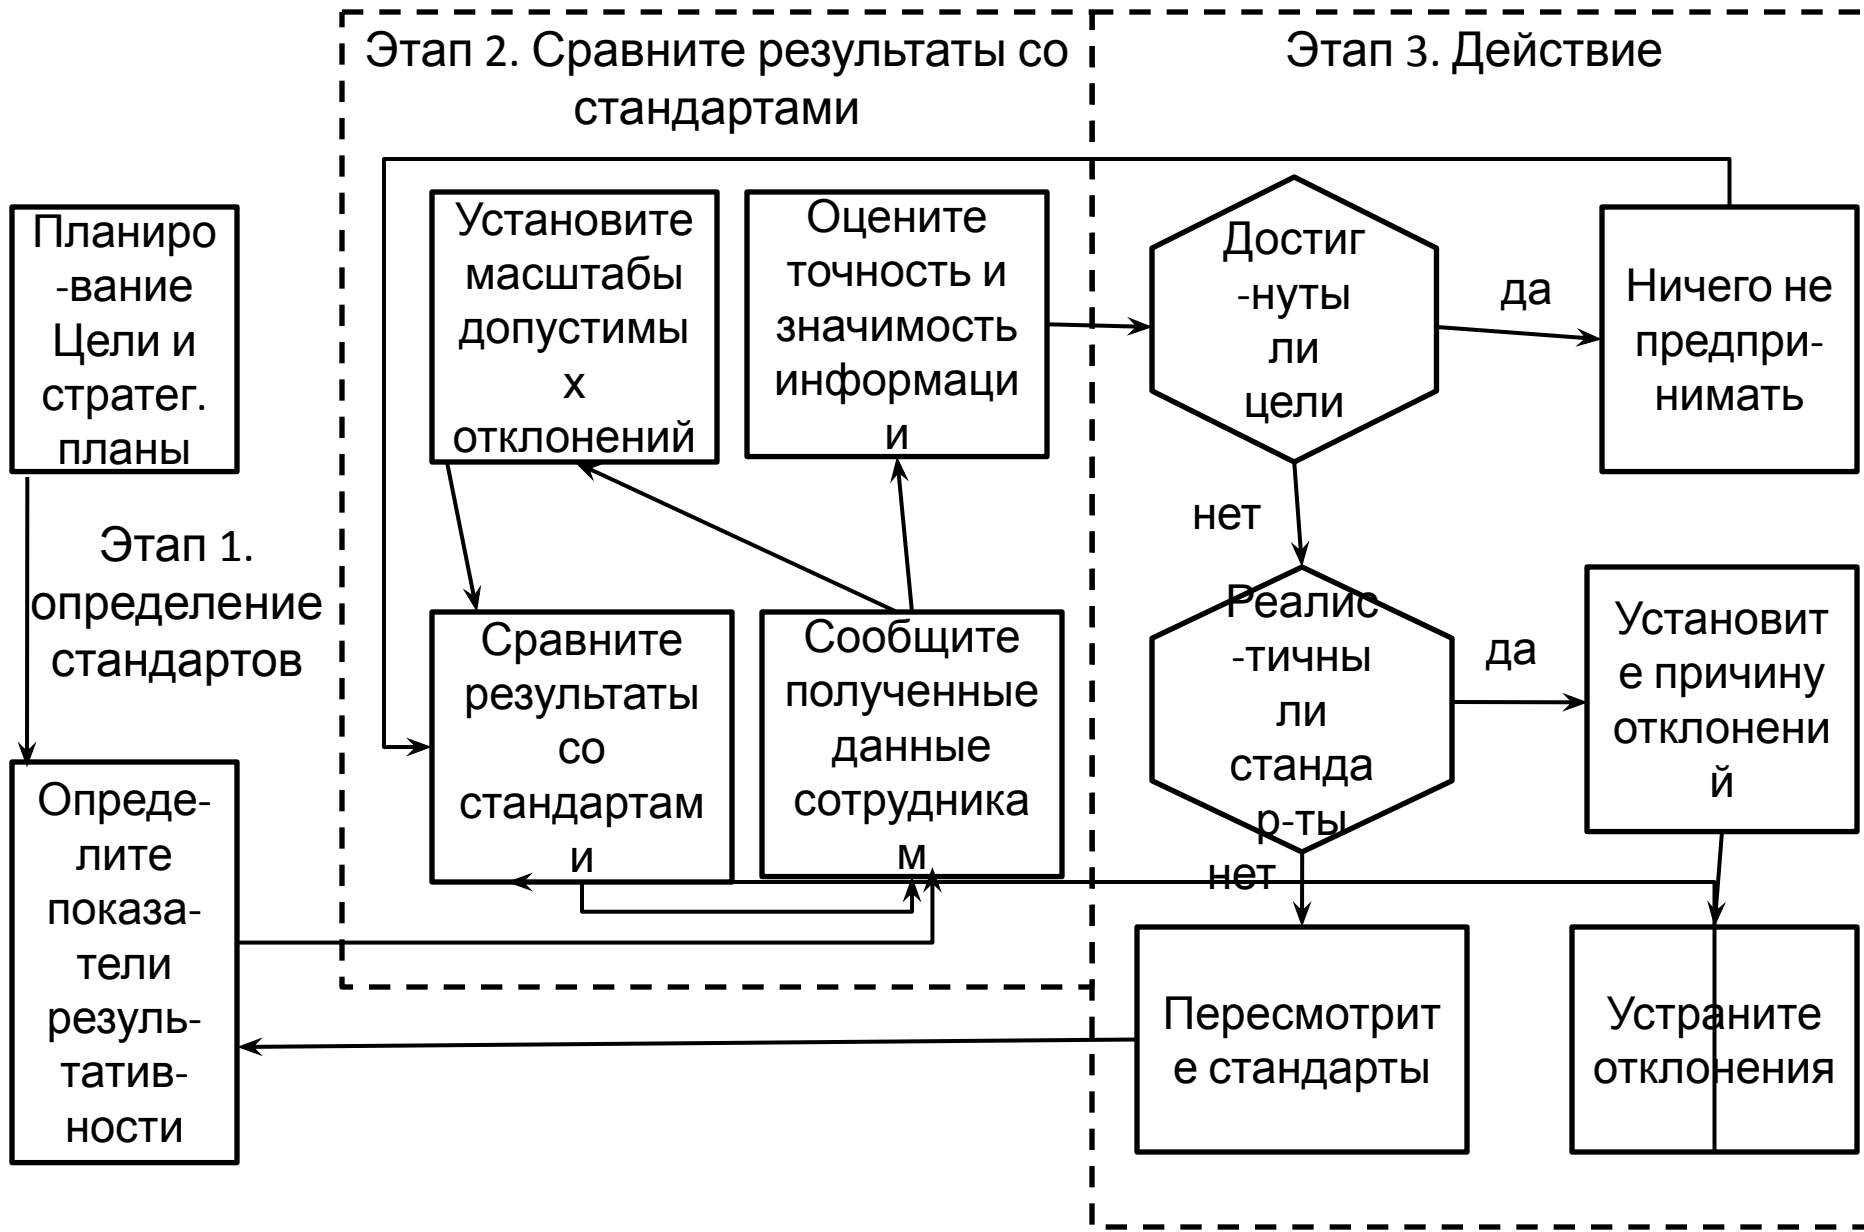 Этап 2. Сравните результаты со
стандартами
Этап 3. Действие
Планиро
-вание
Цели и
стратег.
планы
Установите
масштабы
допустимы
х
отклонений
Оцените
точность и
значимость
информаци
и
Достиг
-нуты
ли
цели
да
Ничего не
предпри-
нимать
нет
Этап 1.
определение
стандартов
Сравните
результаты
со
стандартам
и
Сообщите
полученные
данные
сотрудника
м
Реалис
-тичны
ли
станда
р-ты
да
Установит
е причину
отклонени
й
нет
Опреде-
лите
показа-
тели
резуль-
татив-
ности
Пересмотрит
е стандарты
Устраните
отклонения